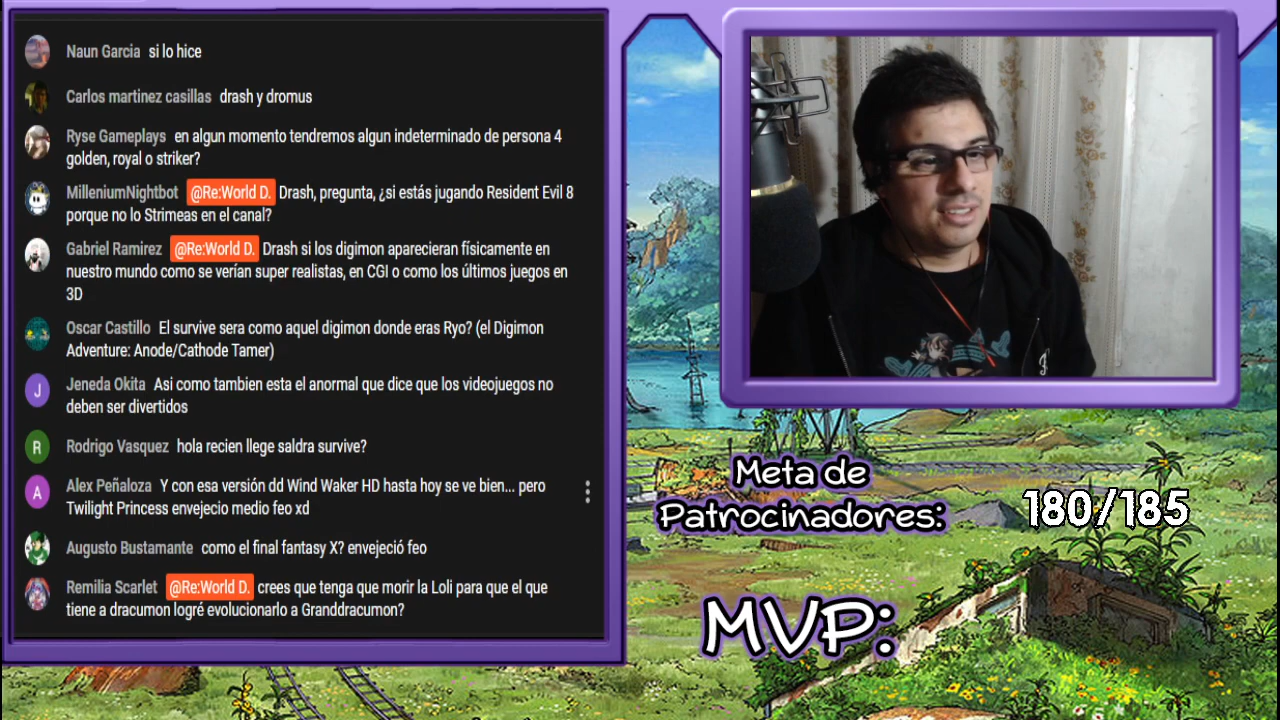 Naun Garcia si lo hice
Carlos martinez casillas drash y dromus
Ryse Gameplays en algun momento tendremos algun indeterminado de persona 4
golden, royal o striker?
MilleniumNightbot @Re:World D. Drash, pregunta, ¿si estás jugando Resident Evil 8
porque no lo Strimeas en el canal?
Gabriel Ramirez @Re:World D. Drash si los digimon aparecieran físicamente en
nuestro mundo como se verían super realistas, en CGI o como los últimos juegos en
3D
Oscar Castillo El survive sera como aquel digimon donde eras Ryo? (el Digimon
Adventure: Anode/Cathode Tamer)
J
Jeneda Okita Asi como tambien esta el anormal que dice que los videojuegos no
deben ser divertidos
R
Rodrigo Vasquez hola recien llege saldra survive?
A
Alex Peñaloza Y con esa versión dd Wind Waker HD hasta hoy se ve bien... pero
Twilight Princess envejecio medio feo xd
Augusto Bustamante como el final fantasy X? envejeció feo
Remilia Scarlet @Re:World D. crees que tenga que morir la Loli para que el que
tiene a dracumon logré evolucionarlo a Granddracumon?
Meta de
Patrocinadores:
180/185
MVP: